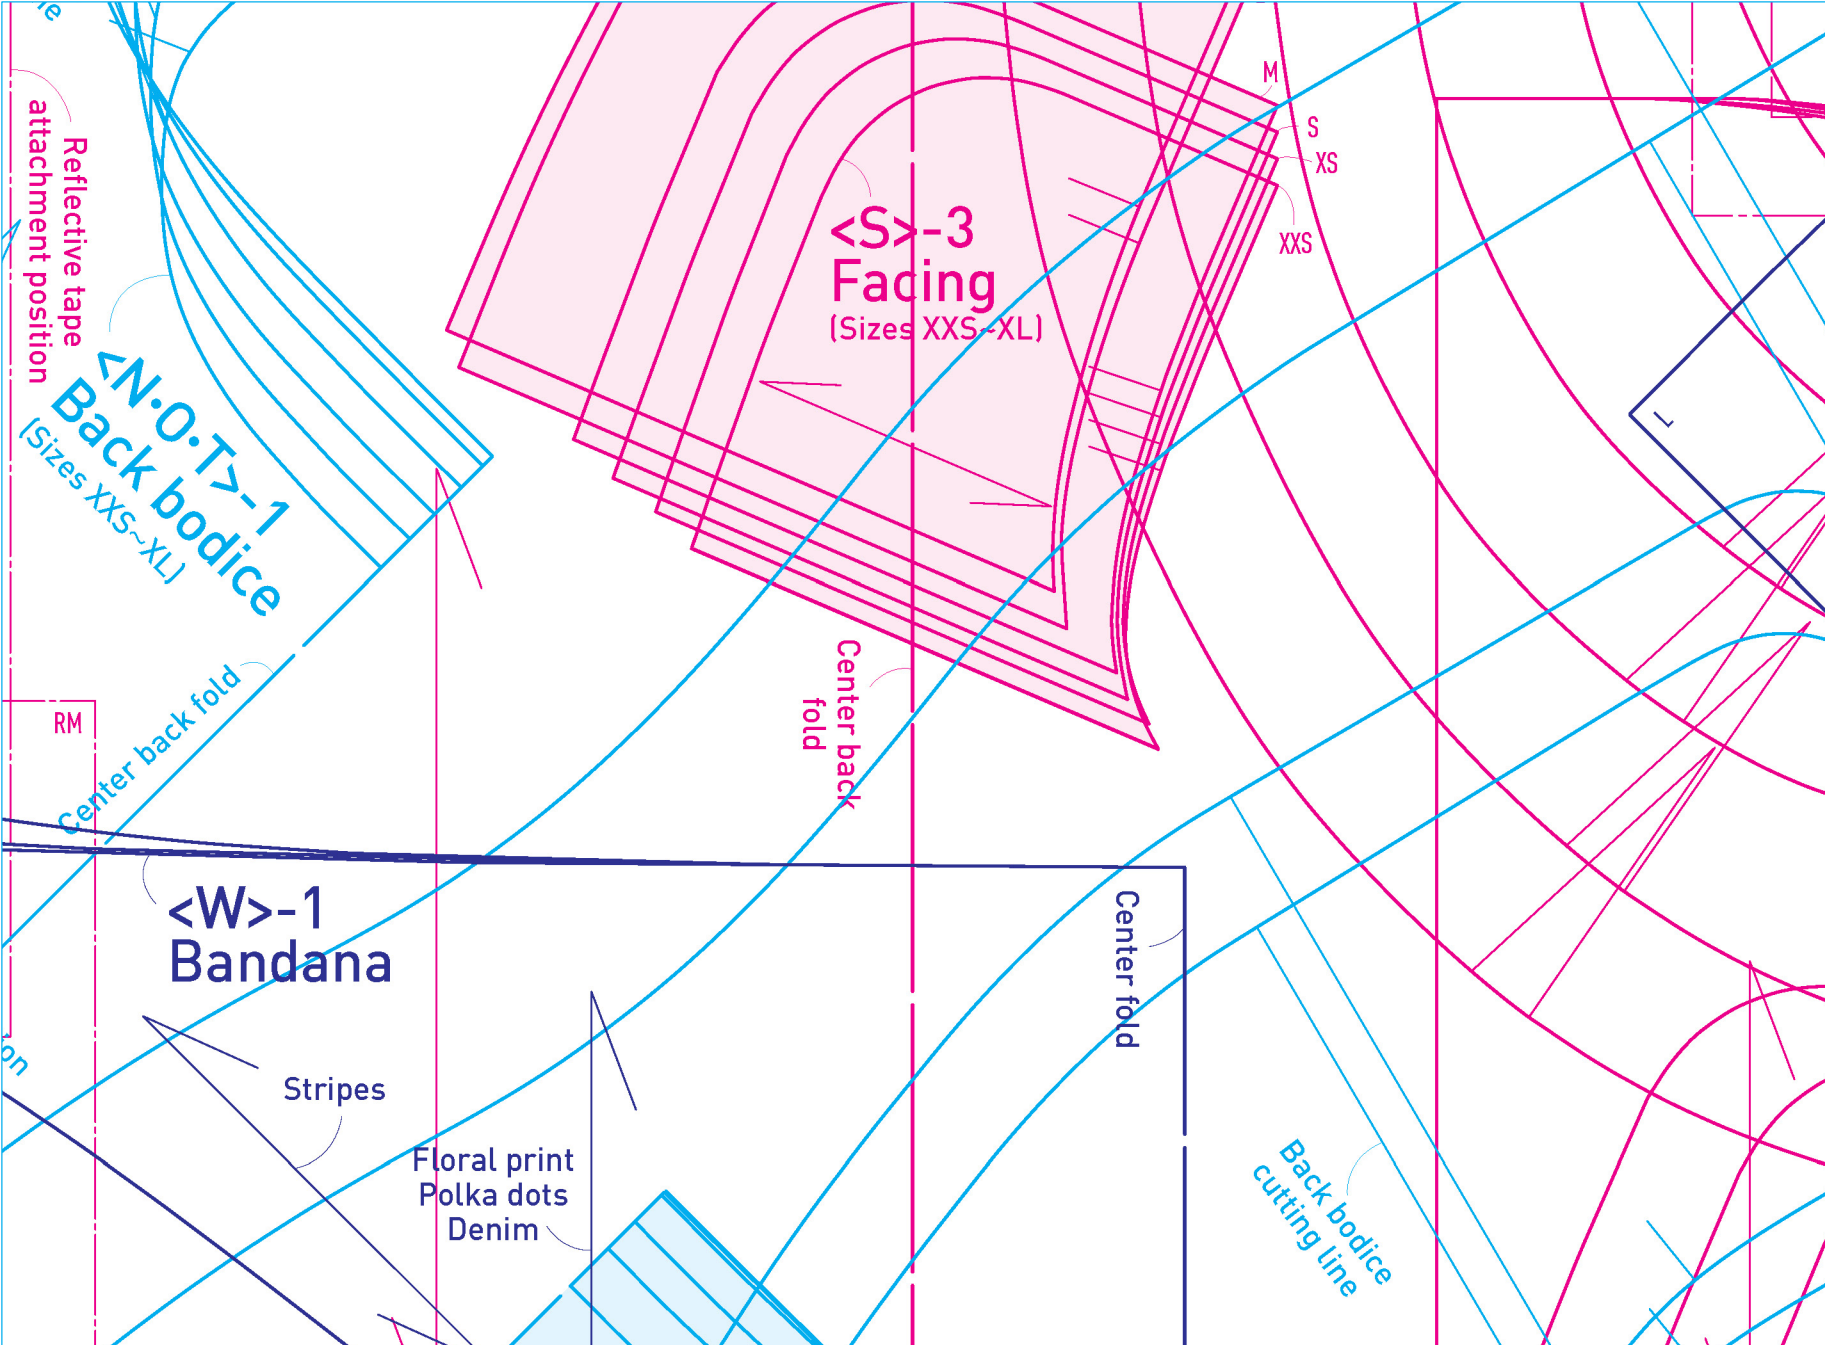 M
S
XS
XXS
<S>-3
Facing
(Sizes XXS~XL)
Reflective tape
attachment position
<N·O·T>-1
Back bodice
(Sizes XXS~XL)
Center back fold
RM
L
Center back
fold
<W>-1
Bandana
Center fold
Stripes
Floral print
Polka dots
Denim
Back bodice
cutting line